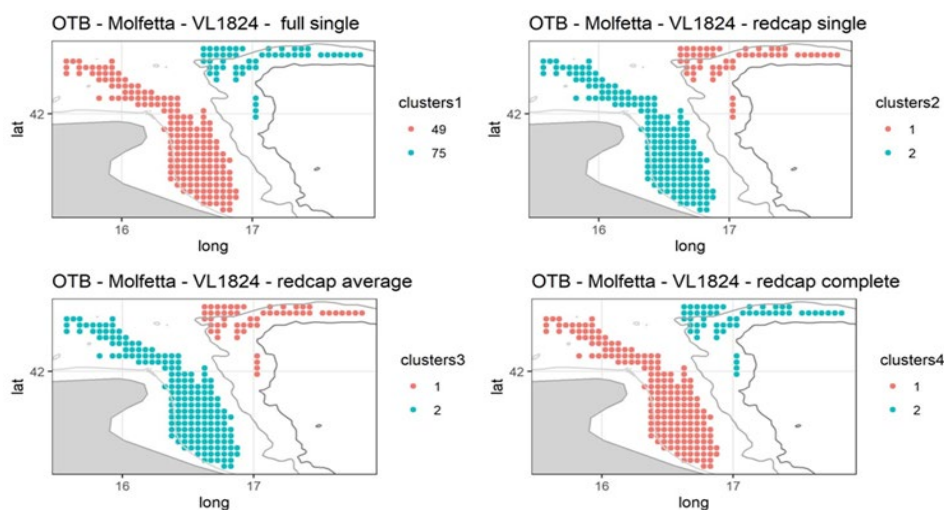 OTB - Molfetta - VL1824 -  full single
lat
42
16
17
long
clusters1
49
75
OTB - Molfetta - VL1824 - redcap single
lat
42
16
17
long
clusters2
1
2
OTB - Molfetta - VL1824 - redcap average
lat
42
16
17
long
clusters3
1
2
OTB - Molfetta - VL1824 - redcap complete
lat
42
16
17
long
clusters4
1
2